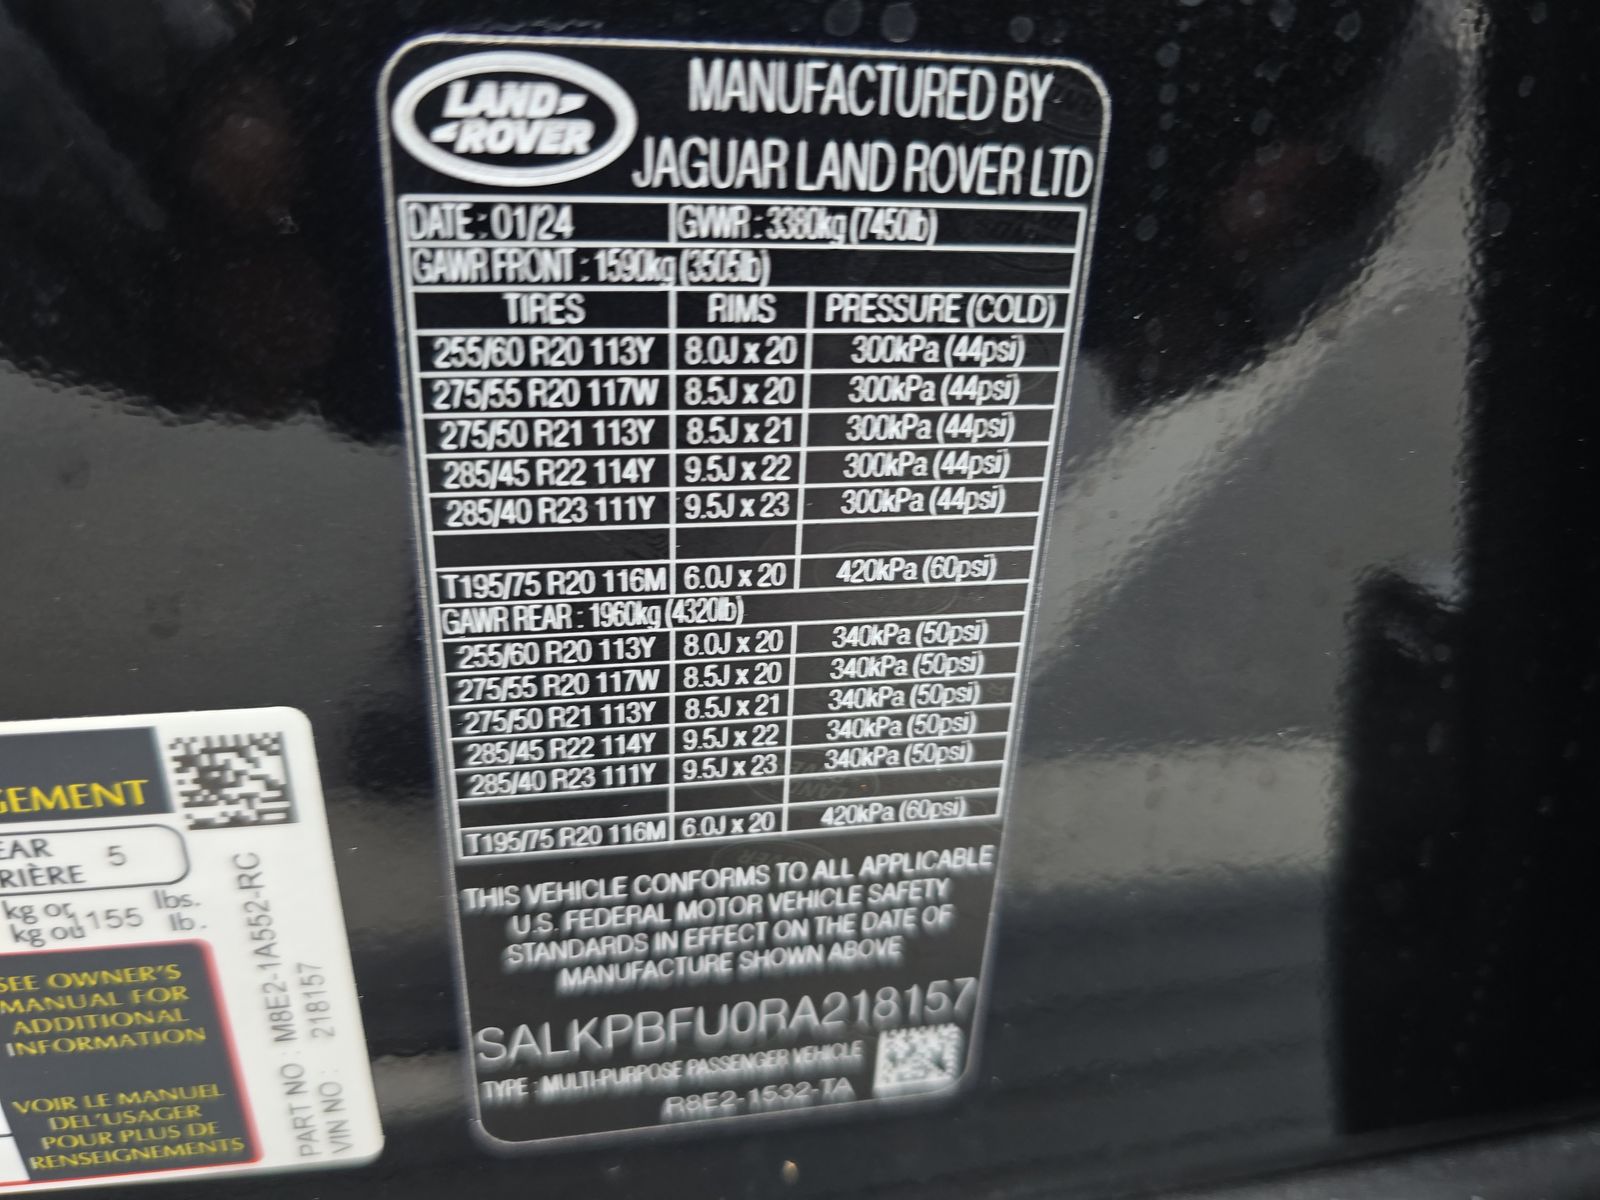 LAND
ROVER
MANUFACTURED BY
JAGUAR LAND ROVER LTD
DATE : 01/24 GVWR : 3380kg (7450lb)
GAWR FRONT : 1590kg (3505lb)
TIRES RIMS PRESSURE (COLD)
255/60 R20 113Y 8.0J x 20 300kPa (44psi)
275/55 R20 117W 8.5J x 20 300kPa (44psi)
275/50 R21 113Y 8.5J x 21 300kPa (44psi)
285/45 R22 114Y 9.5J x 22 300kPa (44psi)
285/40 R23 111Y 9.5J x 23 300kPa (44psi)
T195/75 R20 116M 6.0J x 20 420kPa (60psi)
GAWR REAR : 1960kg (4320lb)
255/60 R20 113Y 8.0J x 20 340kPa (50psi)
275/55 R20 117W 8.5J x 20 340kPa (50psi)
275/50 R21 113Y 8.5J x 21 340kPa (50psi)
285/45 R22 114Y 9.5J x 22 340kPa (50psi)
285/40 R23 111Y 9.5J x 23 340kPa (50psi)
T195/75 R20 116M 6.0J x 20 420kPa (60psi)
THIS VEHICLE CONFORMS TO ALL APPLICABLE
U.S. FEDERAL MOTOR VEHICLE SAFETY
STANDARDS IN EFFECT ON THE DATE OF
MANUFACTURE SHOWN ABOVE
SALKPBFU0RA218157
TYPE : MULTI-PURPOSE PASSENGER VEHICLE
R8E2-1532-TA
GEMENT
EAR 5
RIÈRE
kg or 1155 lbs.
kg ou lb.
SEE OWNER'S
MANUAL FOR
ADDITIONAL
INFORMATION
VOIR LE MANUEL
DEL'USAGER
POUR PLUS DE
RENSEIGNEMENTS
PART NO : M8E2-1A552-RC
VIN NO : 218157